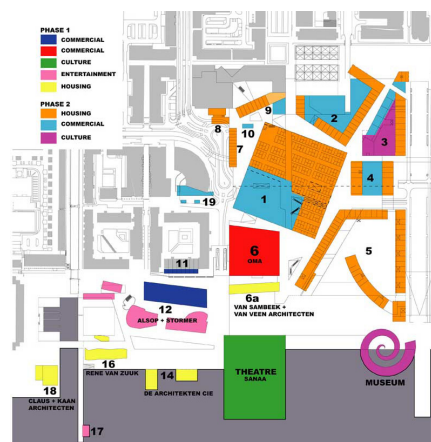 PHASE 1
COMMERCIAL
COMMERCIAL
CULTURE
ENTERTAINMENT
HOUSING
PHASE 2
HOUSING
COMMERCIAL
CULTURE
9
8
10
7
2
3
4
19
1
11
6
OMA
5
12
ALSOP + STORMER
6a
VAN SAMBEEK +
VAN VEEN ARCHITECTEN
16
RENE VAN ZUUK
14
DE ARCHITEKTEN CIE
THEATRE
SANAA
MUSEUM
18
CLAUS + KAAN
ARCHITECTEN
17